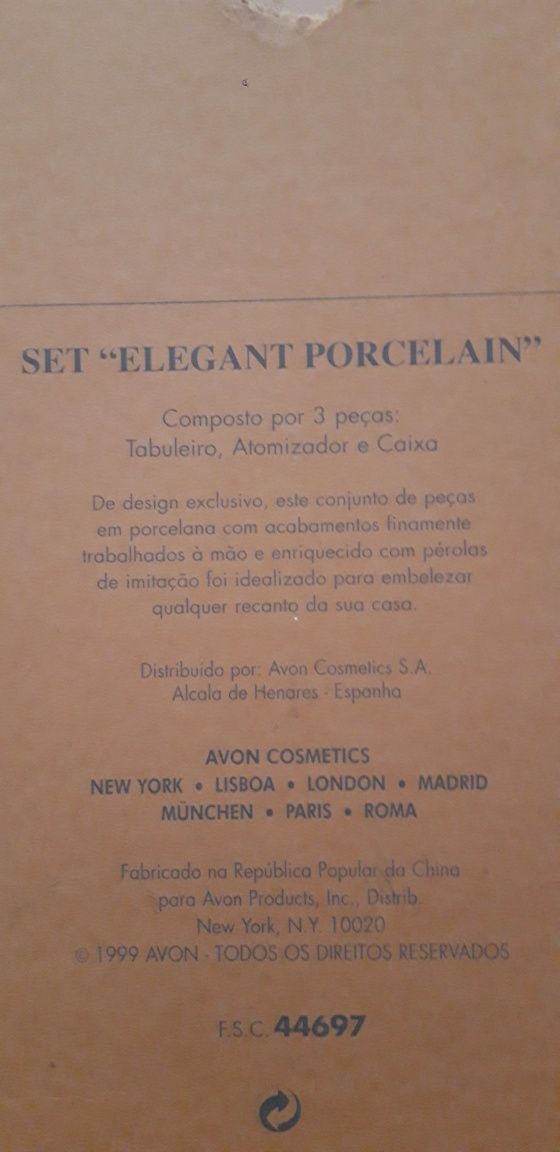 SET “ELEGANT PORCELAIN”
Composto por 3 peças:
Tabuleiro, Atomizador e Caixa
De design exclusivo, este conjunto de peças
em porcelana com acabamentos finamente
trabalhados à mão e enriquecido com pérolas
de imitação foi idealizado para embelezar
qualquer recanto da sua casa.
Distribuído por: Avon Cosmetics S.A.
Alcala de Henares - Espanha
AVON COSMETICS
NEW YORK • LISBOA • LONDON • MADRID
MÜNCHEN • PARIS • ROMA
Fabricado na República Popular da China
para Avon Products, Inc., Distrib.
New York, N.Y. 10020
© 1999 AVON - TODOS OS DIREITOS RESERVADOS
F.S.C. 44697